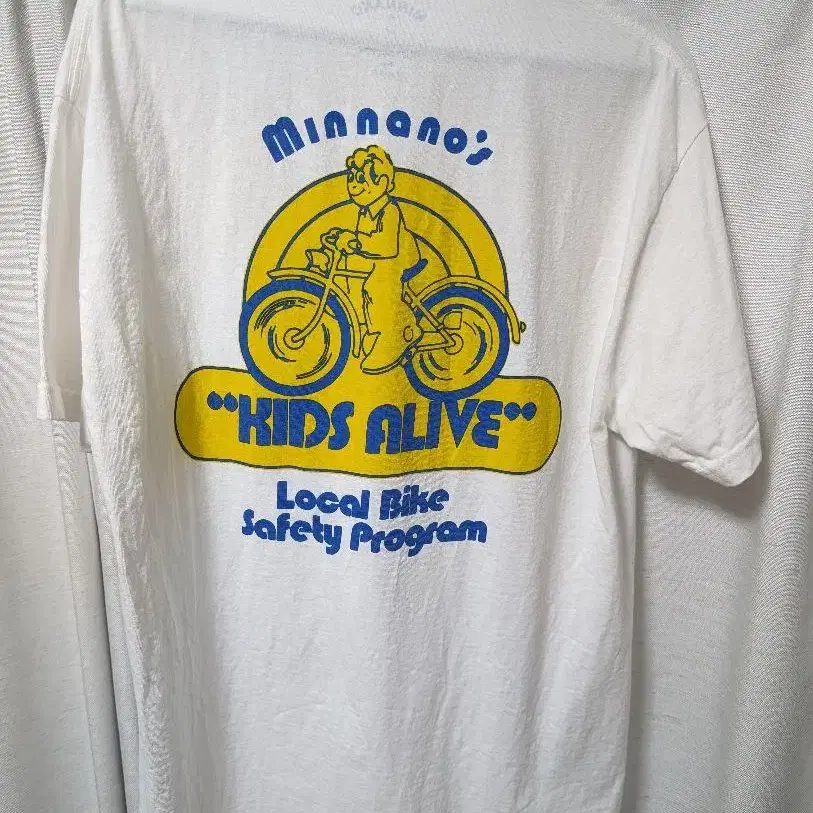 Minnano's
"KIDS ALIVE"
Local Bike
Safety Program